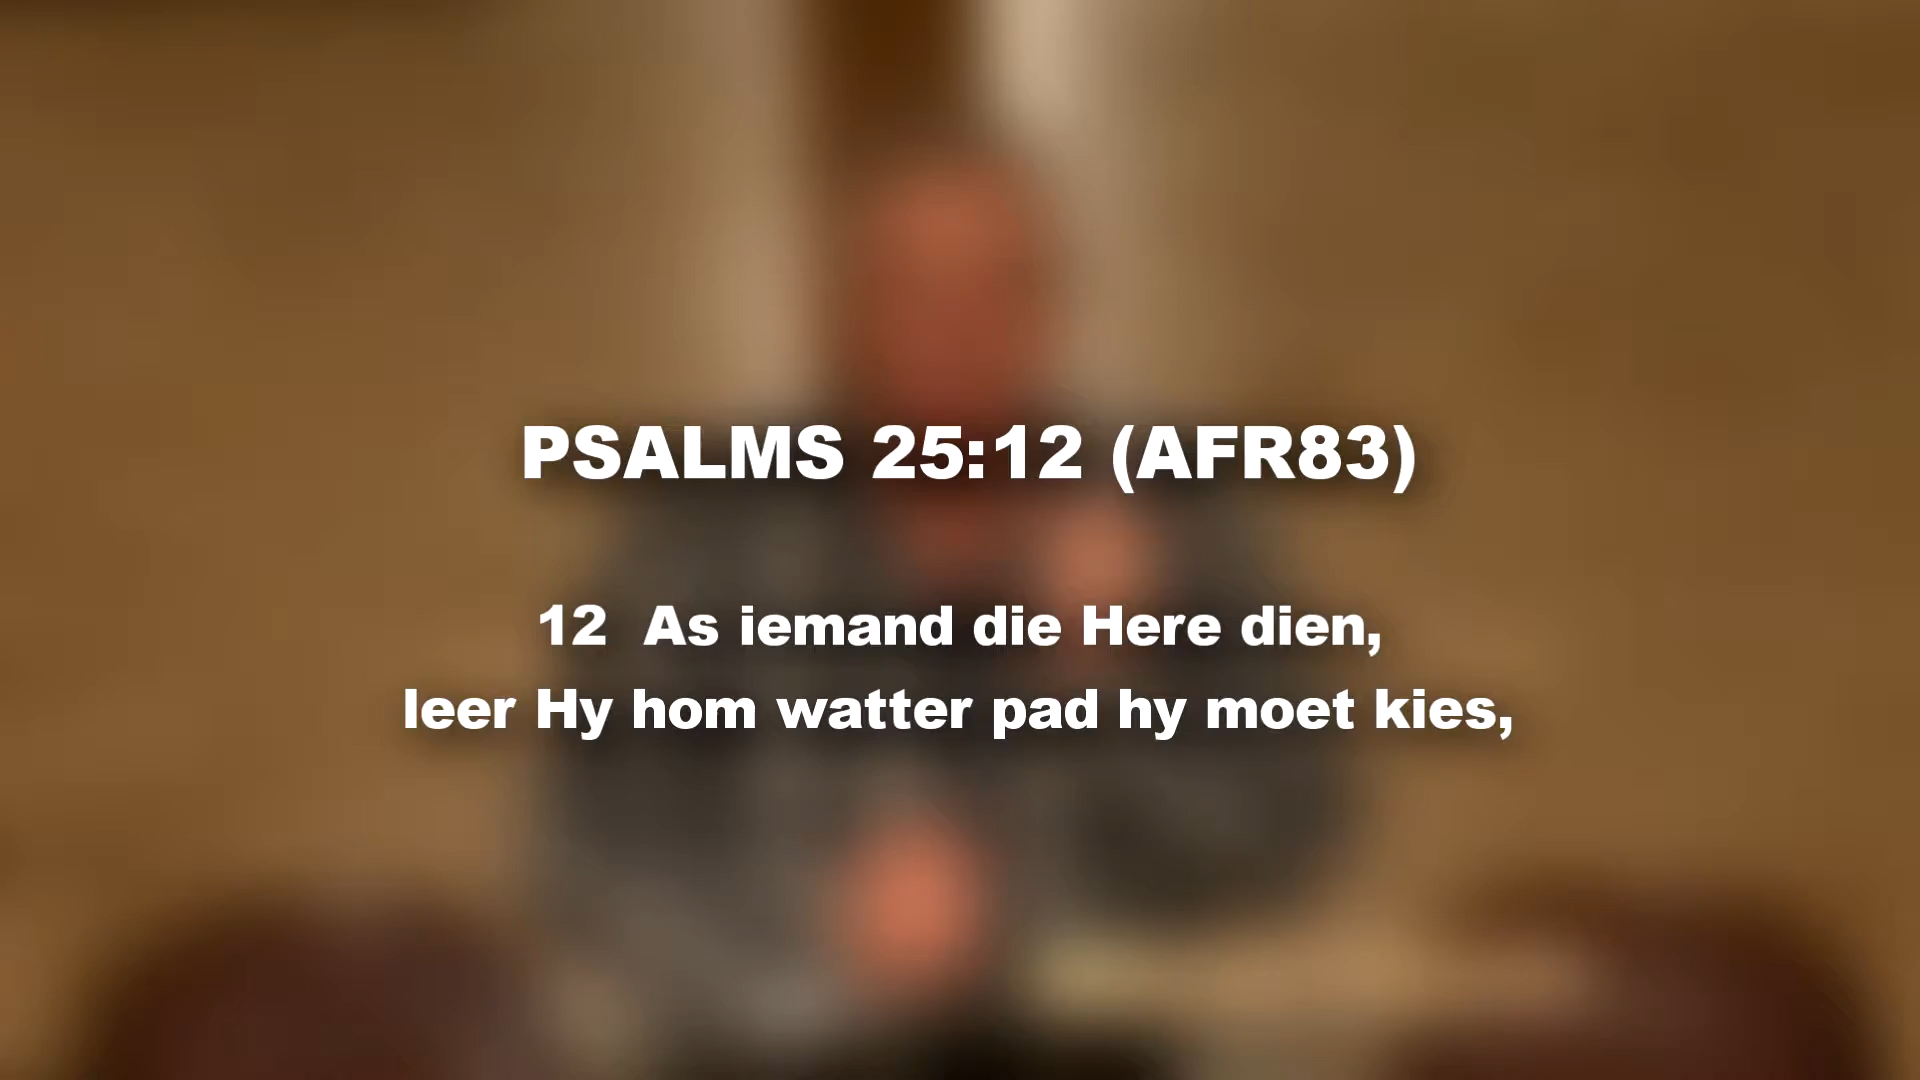 PSALMS 25:12 (AFR83)
12 As iemand die Here dien,
leer Hy hom watter pad hy moet kies,